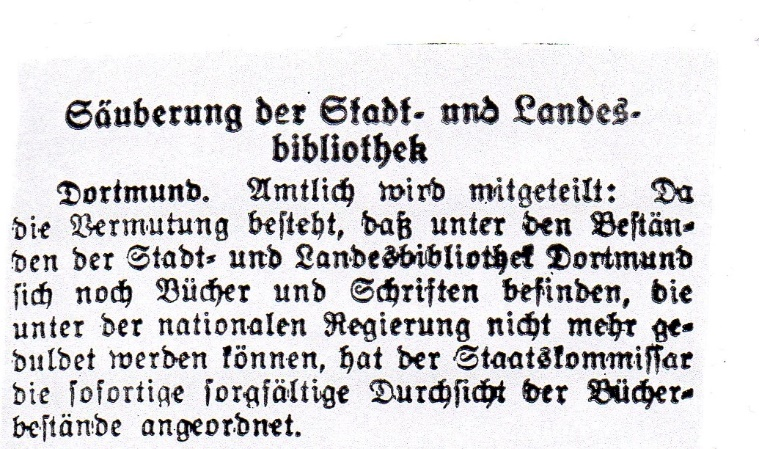 Säuberung der Stadt- und Landes-
bibliothek
Dortmund. Amtlich wird mitgeteilt: Da
die Vermutung besteht, daß unter den Bestän-
den der Stadt- und Landesbibliothek Dortmund
sich noch Bücher und Schriften befinden, die
unter der nationalen Regierung nicht mehr ge-
duldet werden können, hat der Staatskommissar
die sofortige sorgfältige Durchsicht der Bücher-
bestände angeordnet.